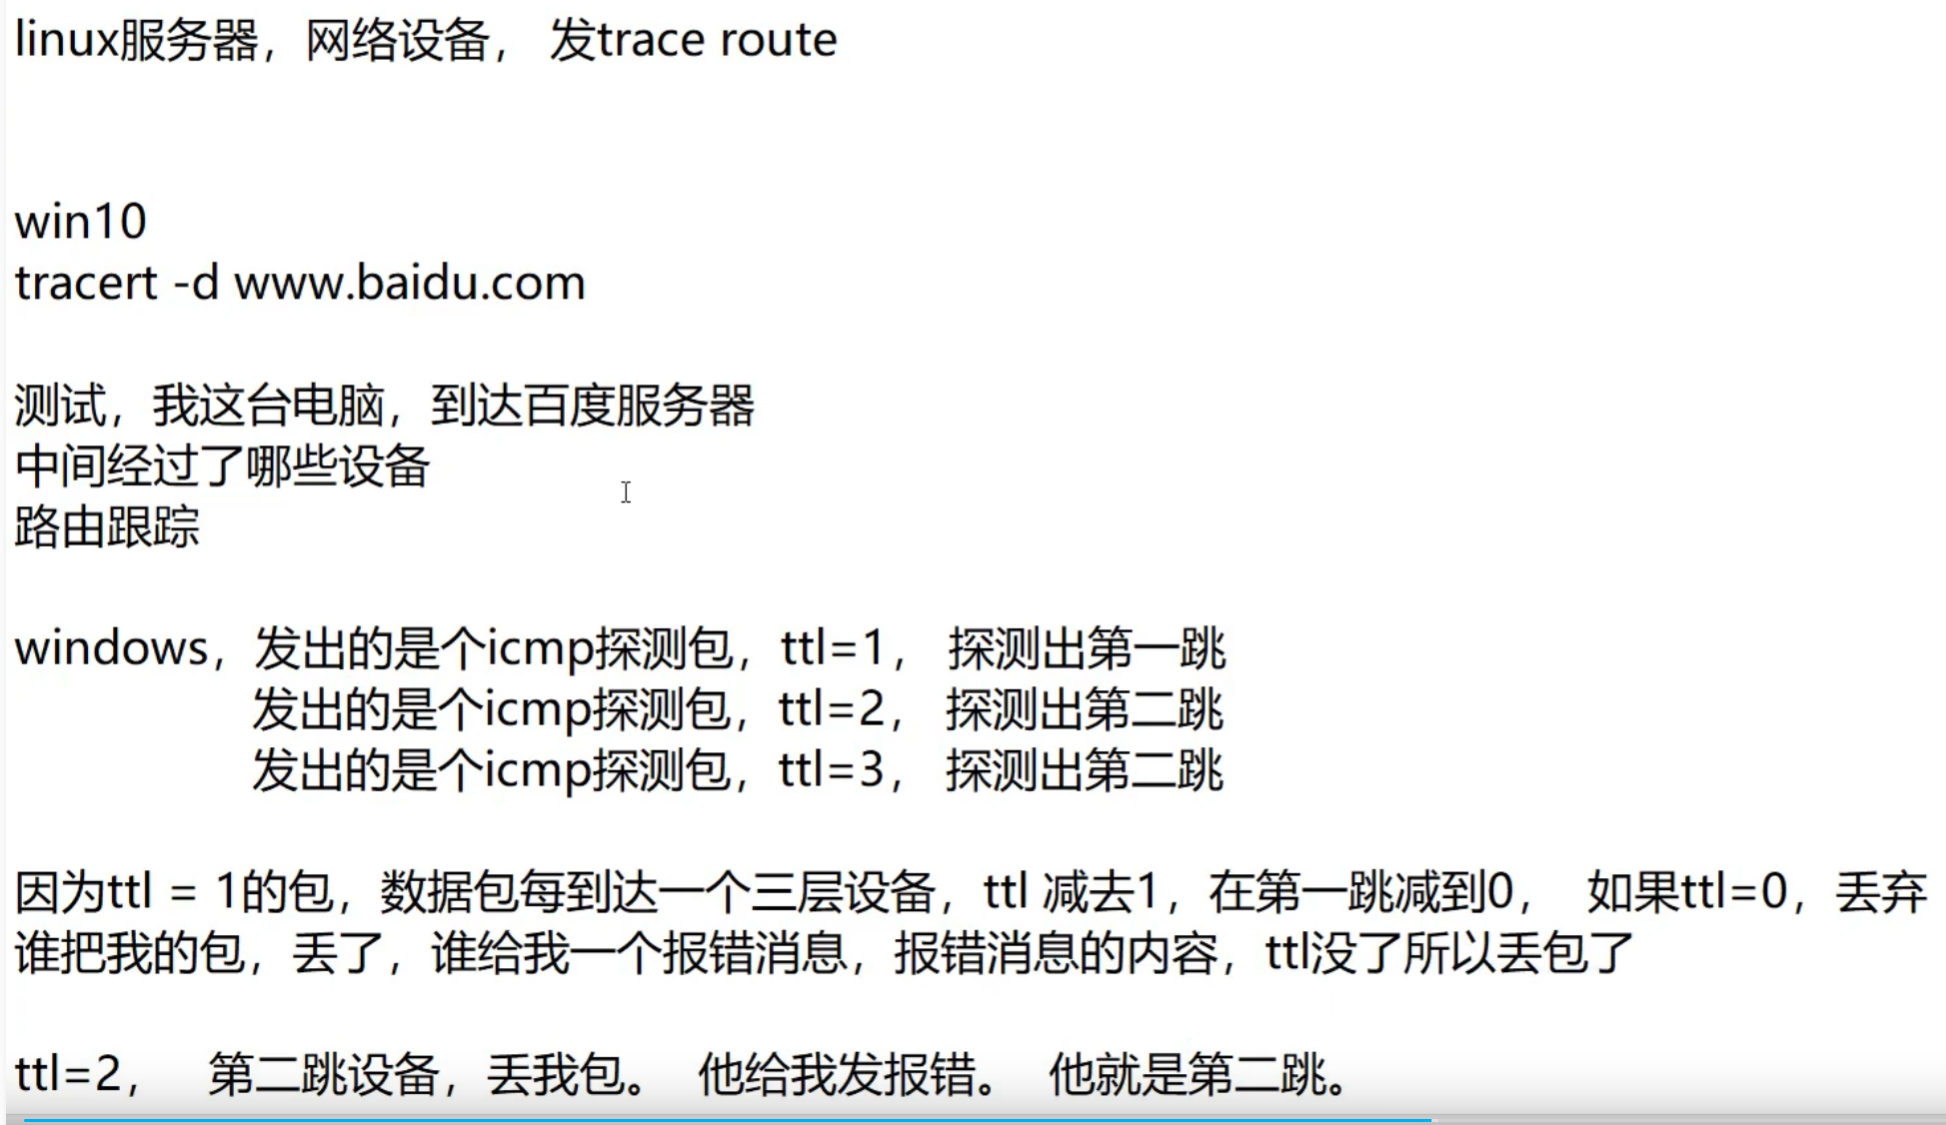 linux服务器，网络设备， 发trace route
win10
tracert -d www.baidu.com
测试，我这台电脑，到达百度服务器
中间经过了哪些设备
路由跟踪
windows，发出的是个icmp探测包，ttl=1， 探测出第一跳
发出的是个icmp探测包，ttl=2， 探测出第二跳
发出的是个icmp探测包，ttl=3， 探测出第二跳
因为ttl = 1的包，数据包每到达一个三层设备，ttl 减去1，在第一跳减到0， 如果ttl=0，丢弃
谁把我的包，丢了，谁给我一个报错消息，报错消息的内容，ttl没了所以丢包了
ttl=2， 第二跳设备，丢我包。 他给我发报错。 他就是第二跳。